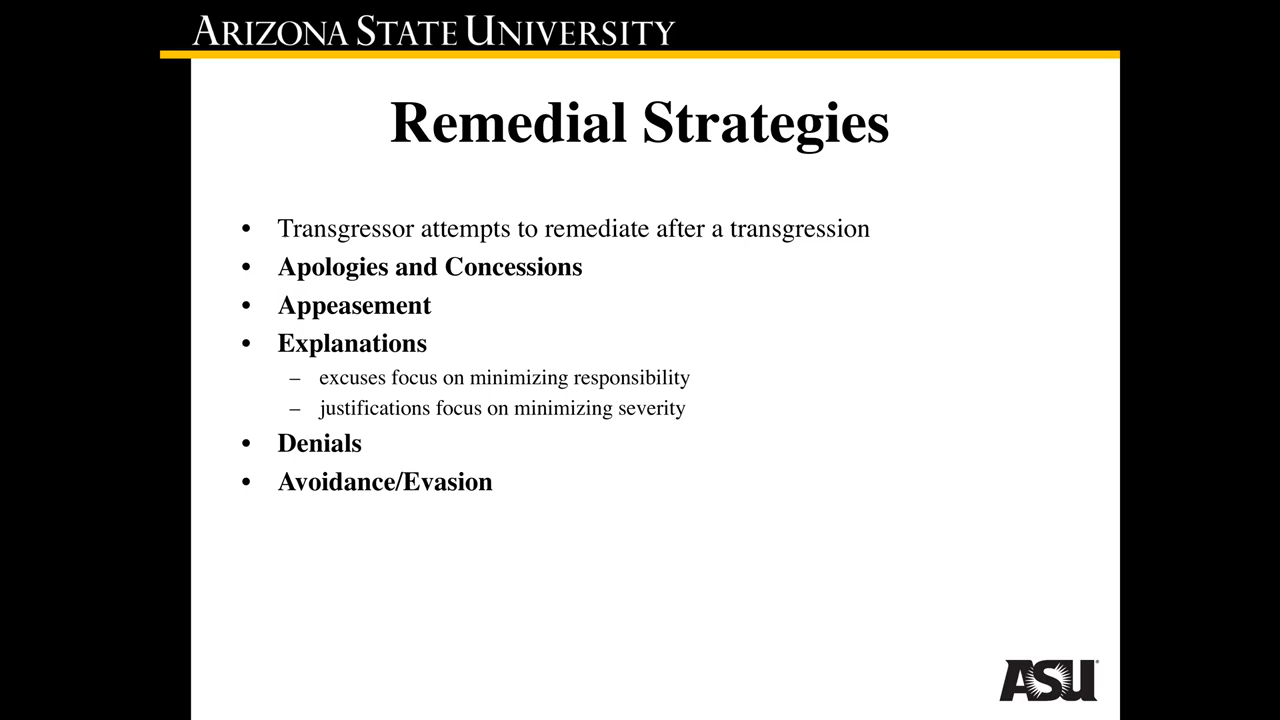 ARIZONA STATE UNIVERSITY
Remedial Strategies
• Transgressor attempts to remediate after a transgression
• Apologies and Concessions
• Appeasement
• Explanations
– excuses focus on minimizing responsibility
– justifications focus on minimizing severity
• Denials
• Avoidance/Evasion
ASU